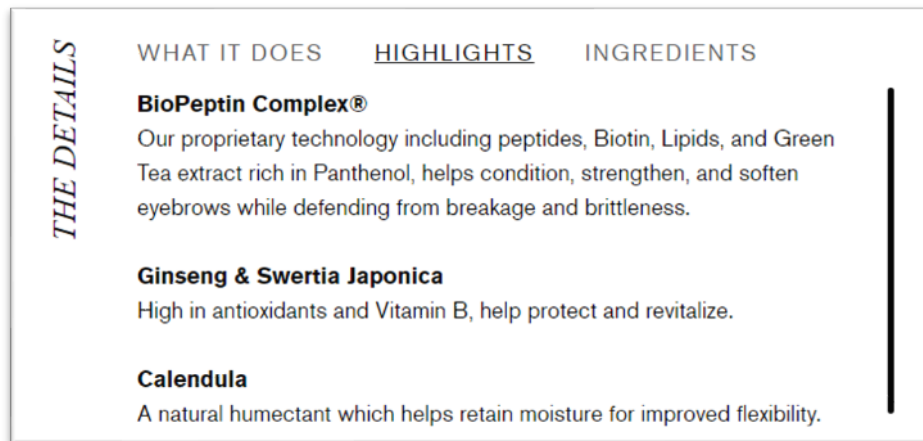 THE DETAILS
WHAT IT DOES HIGHLIGHTS INGREDIENTS
BioPeptin Complex®
Our proprietary technology including peptides, Biotin, Lipids, and Green
Tea extract rich in Panthenol, helps condition, strengthen, and soften
eyebrows while defending from breakage and brittleness.
Ginseng & Swertia Japonica
High in antioxidants and Vitamin B, help protect and revitalize.
Calendula
A natural humectant which helps retain moisture for improved flexibility.